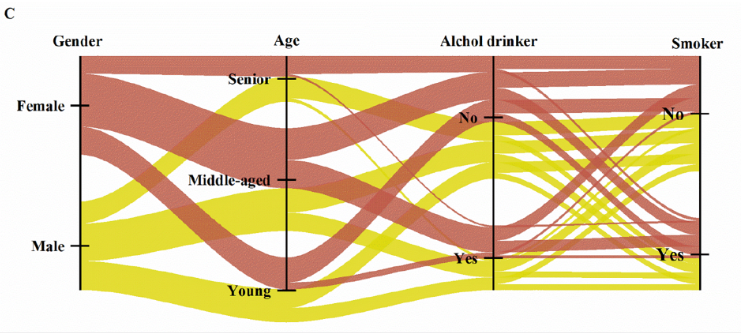 C
Gender Age Alchol drinker Smoker
Senior
Female
No No
Middle-aged
Male
Yes Yes
Young